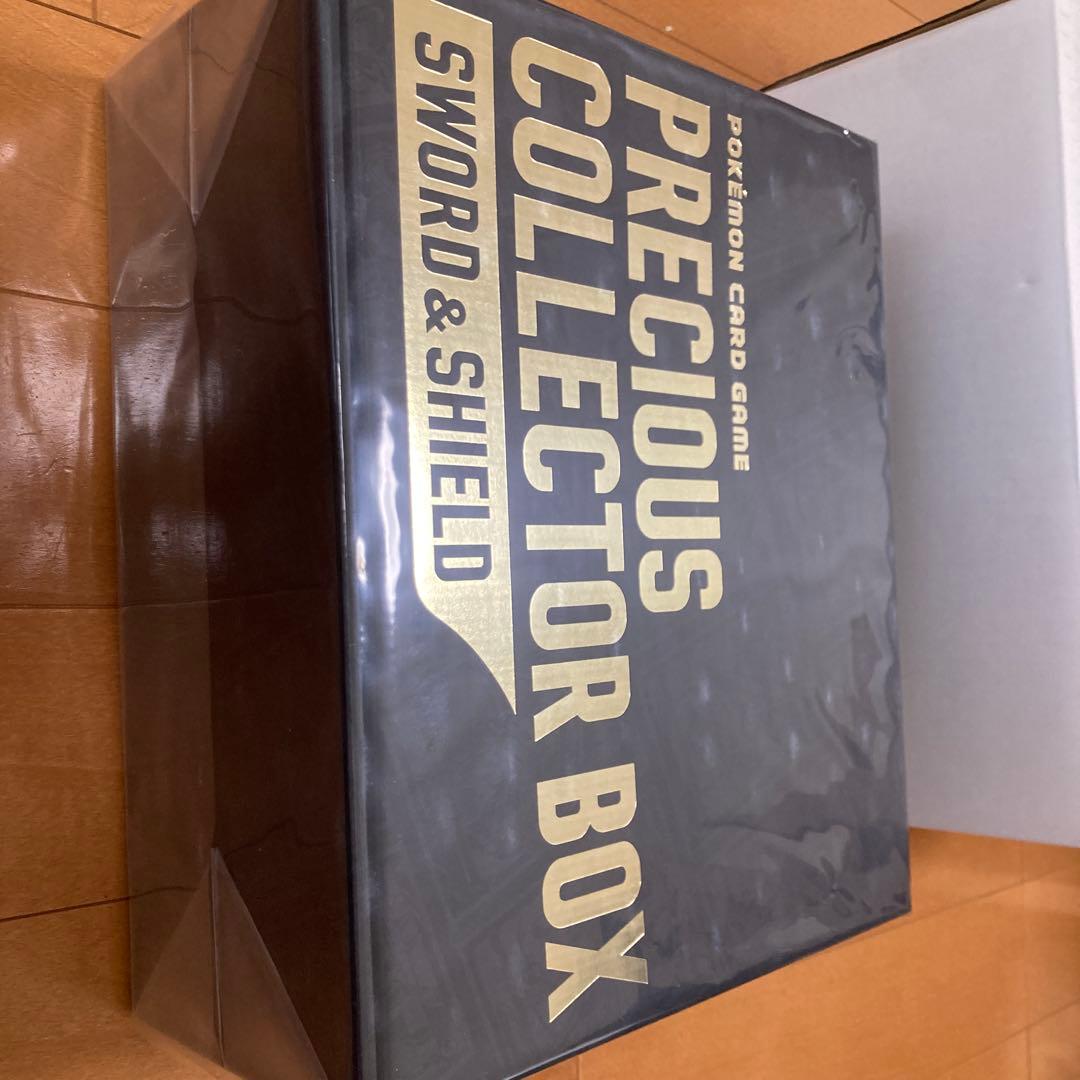 POKÉMON CARD GAME
PRECIOUS
COLLECTOR BOX
SWORD & SHIELD